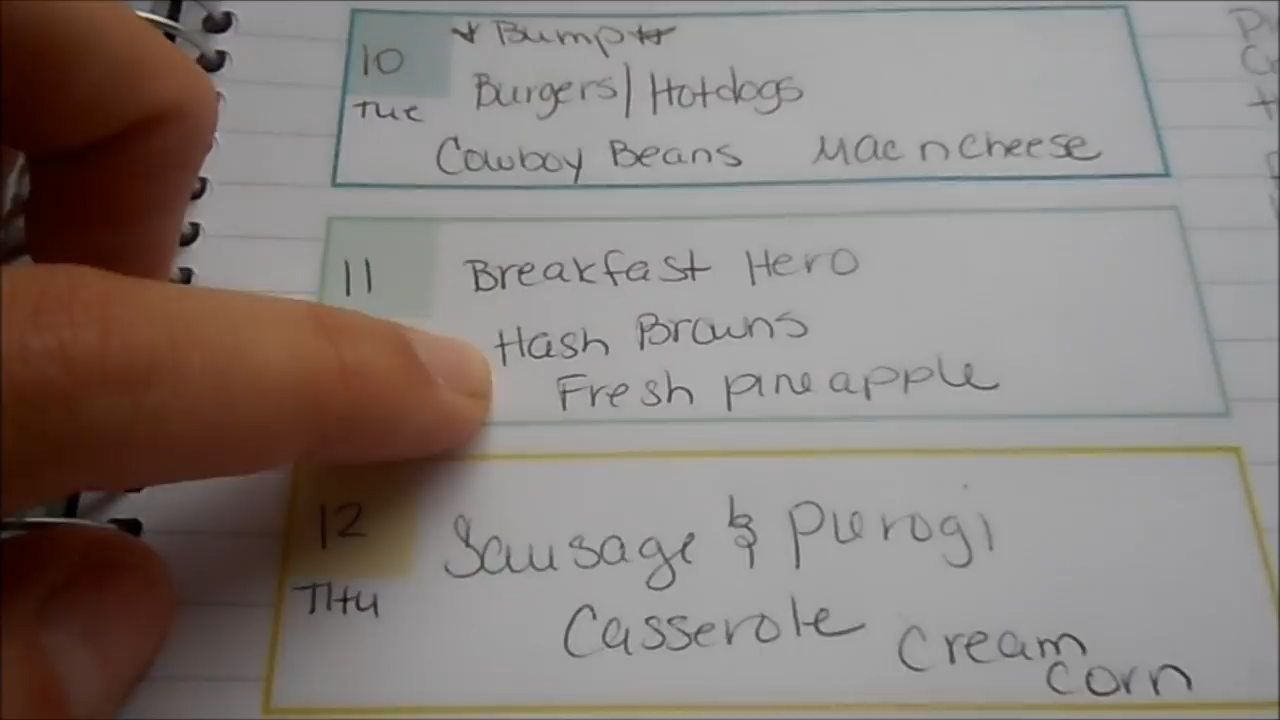 10 *Bump*
Tue Burgers/Hotdogs
Cowboy Beans Mac n Cheese
11 Breakfast Hero
Hash Browns
Fresh pineapple
12 Sausage & Pierogi
Thu Casserole Cream
corn